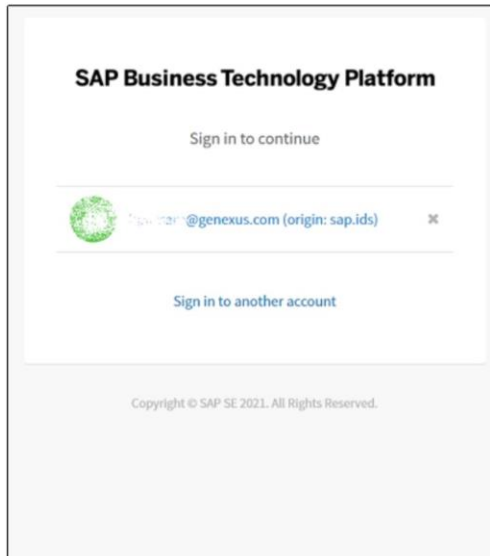 SAP Business Technology Platform
Sign in to continue
@genexus.com (origin: sap.ids)
✖
Sign in to another account
Copyright © SAP SE 2021. All Rights Reserved.